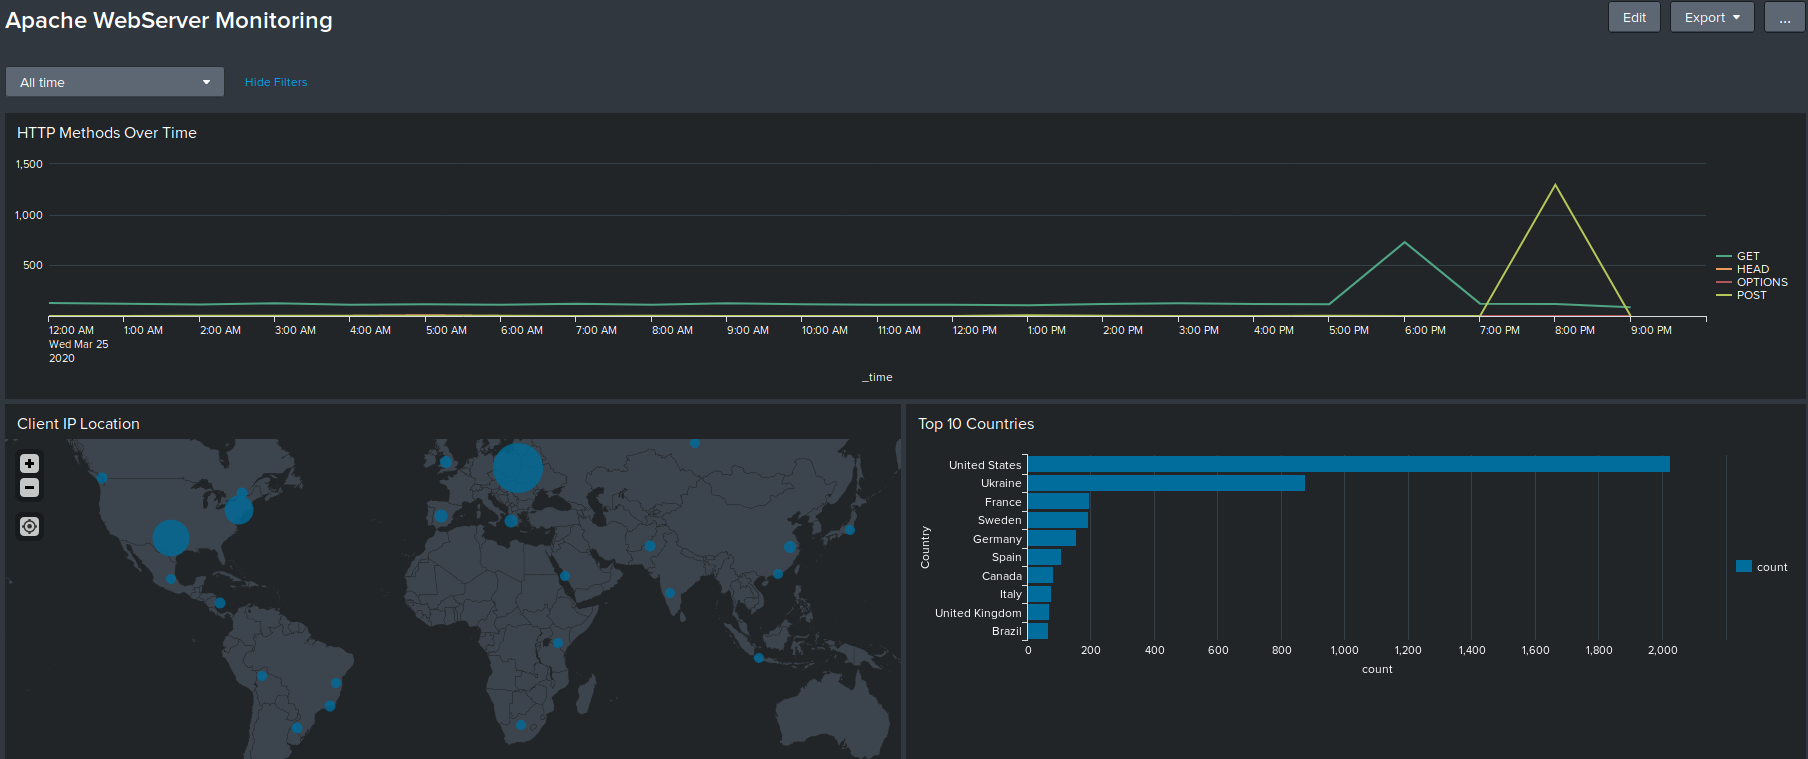 Apache WebServer Monitoring
Edit
Export
...
All time
Hide Filters
HTTP Methods Over Time
1,500
1,000
500
GET
HEAD
OPTIONS
POST
12:00 AM 1:00 AM 2:00 AM 3:00 AM 4:00 AM 5:00 AM 6:00 AM 7:00 AM 8:00 AM 9:00 AM 10:00 AM 11:00 AM 12:00 PM 1:00 PM 2:00 PM 3:00 PM 4:00 PM 5:00 PM 6:00 PM 7:00 PM 8:00 PM 9:00 PM
Wed Mar 25
2020
_time
Client IP Location
Top 10 Countries
Country
United States
Ukraine
France
Sweden
Germany
Spain
Canada
Italy
United Kingdom
Brazil
0 200 400 600 800 1,000 1,200 1,400 1,600 1,800 2,000
count
count